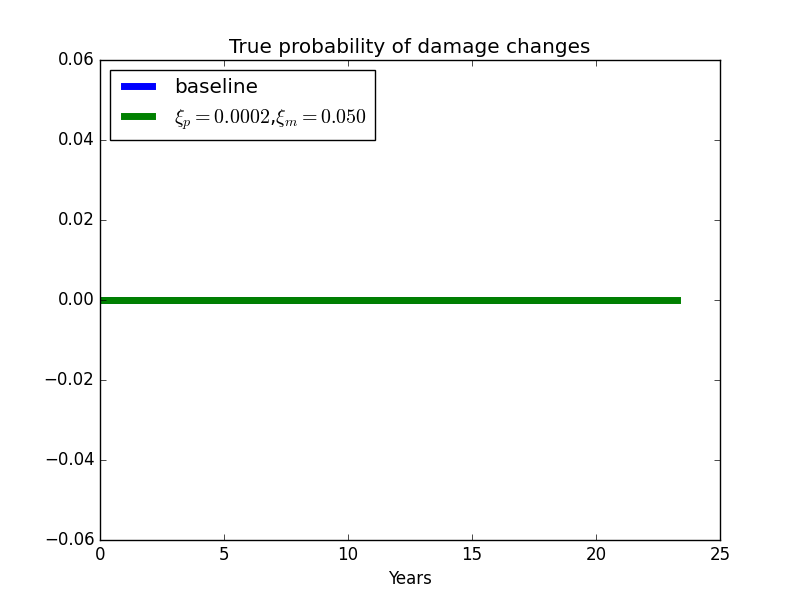 True probability of damage changes
0.06
baseline
ξp = 0.0002,ξm = 0.050
0.04
0.02
0.00
−0.02
−0.04
−0.06
0 5 10 15 20 25
Years